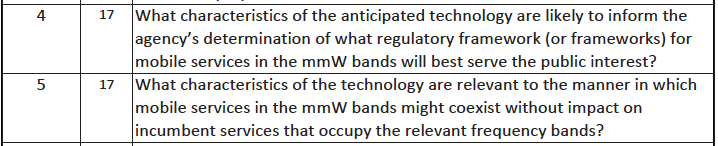 4 17 What characteristics of the anticipated technology are likely to inform the
agency's determination of what regulatory framework (or frameworks) for
mobile services in the mmW bands will best serve the public interest?
5 17 What characteristics of the technology are relevant to the manner in which
mobile services in the mmW bands might coexist without impact on
incumbent services that occupy the relevant frequency bands?